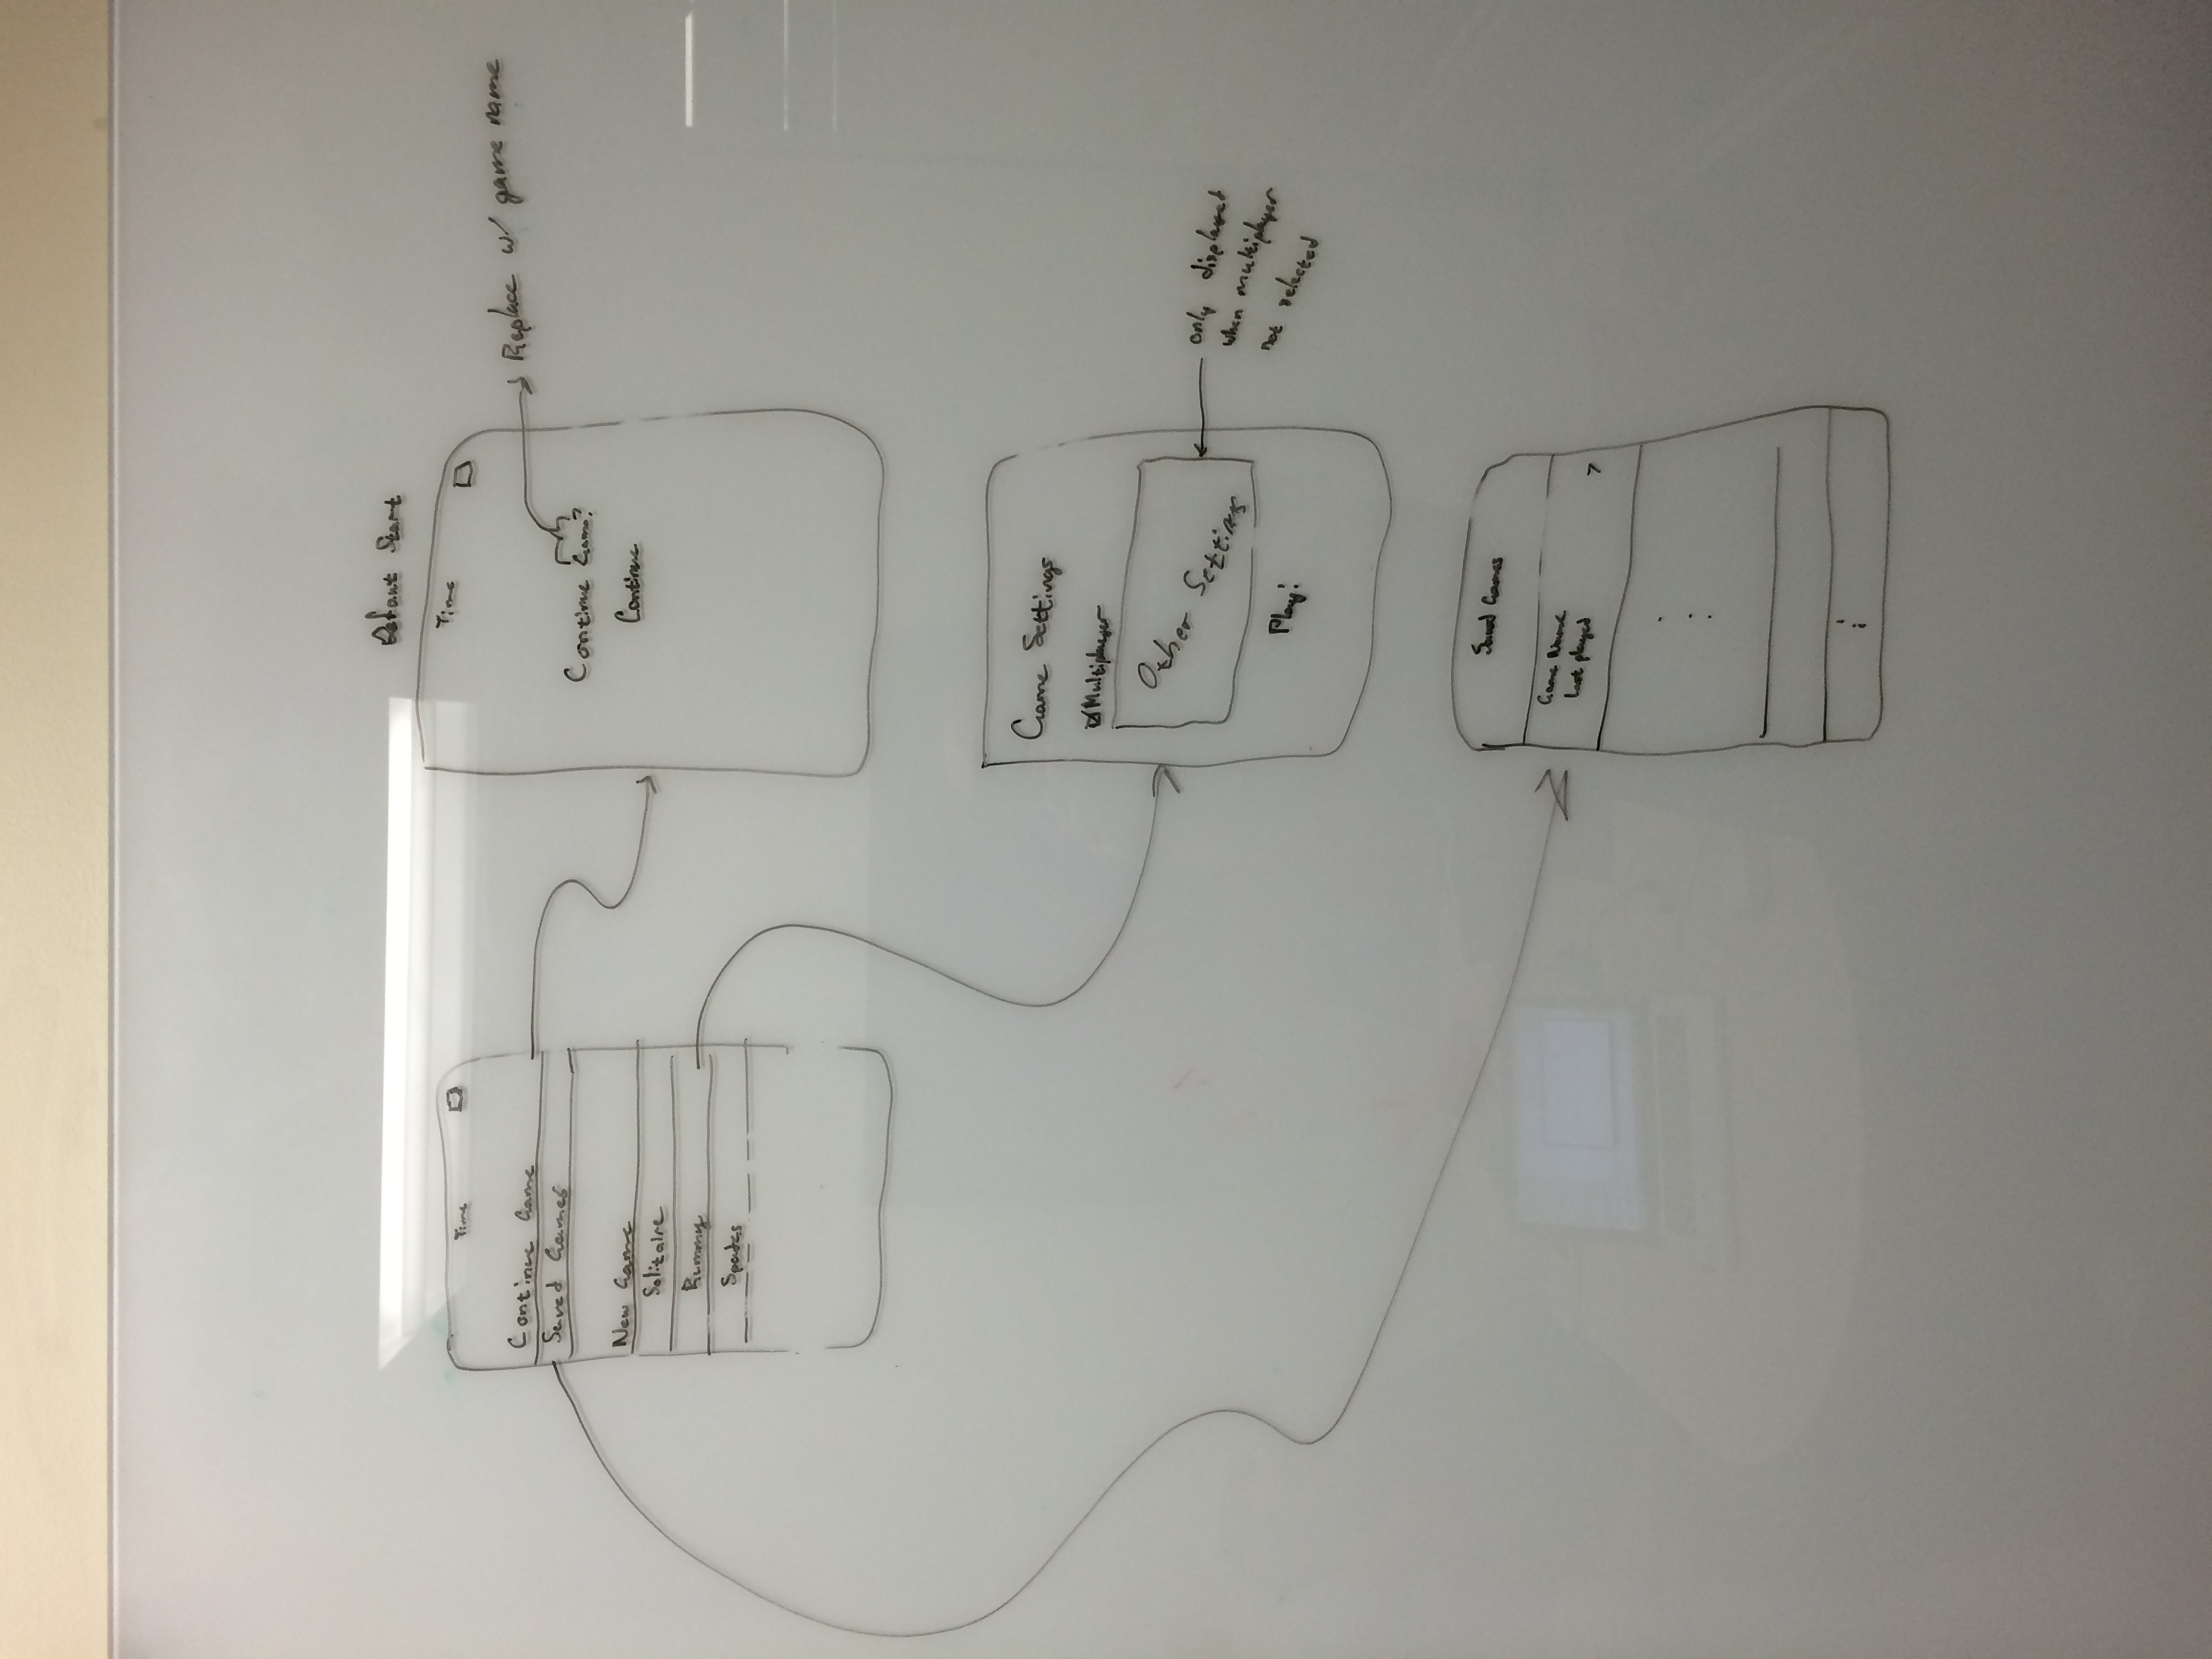 Time
Continue Game
Saved Games
New Game
Solitaire
Rummy
Spades
Default Start
Time
Continue Game?
Continue
Replace w/ game name
Game Settings
Multiplayer
Other Settings
Play!
only displayed
when multiplayer
not selected
Saved Games
Game Name
Last played
>